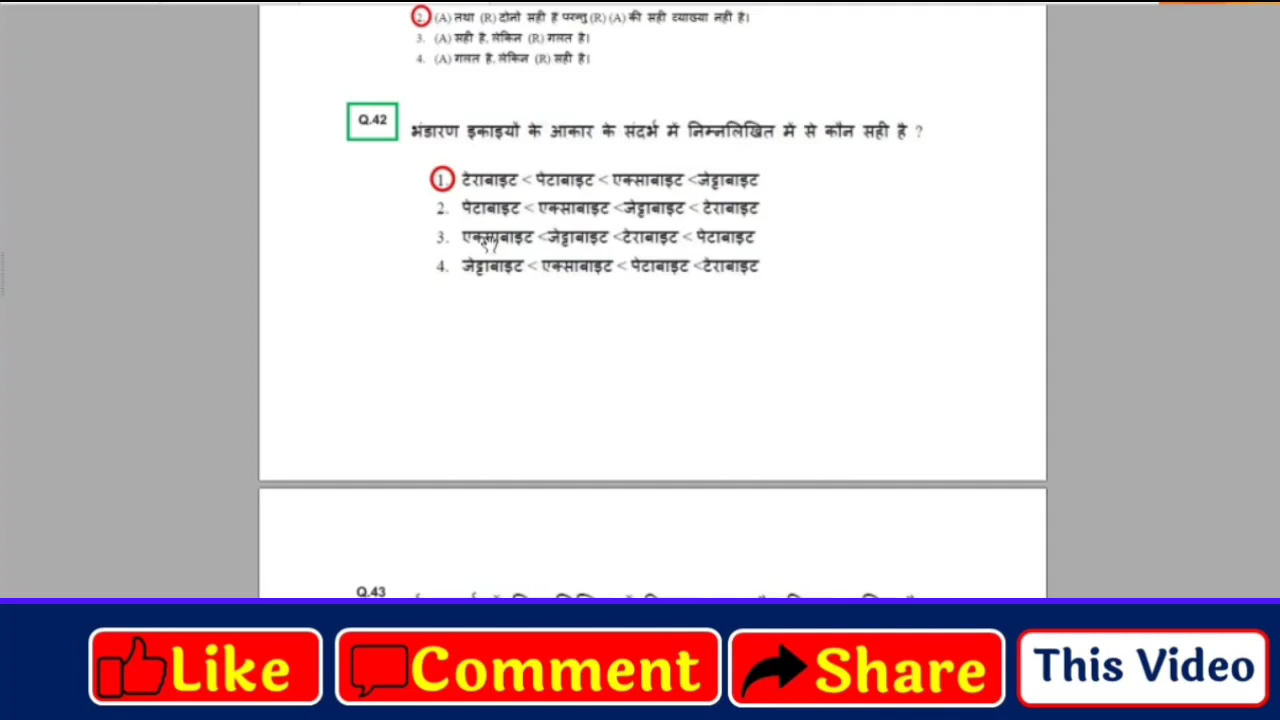 2. (A) तथा (R) दोनों सही हैं परन्तु (R) (A) की सही व्याख्या नहीं है।
3. (A) सही है, लेकिन (R) गलत है।
4. (A) गलत है, लेकिन (R) सही है।
Q.42
भंडारण इकाइयों के आकार के संदर्भ में निम्नलिखित में से कौन सही है ?
1. टेराबाइट < पेटाबाइट < एक्साबाइट <जेट्टाबाइट
2. पेटाबाइट < एक्साबाइट <जेट्टाबाइट < टेराबाइट
3. एक्साबाइट <जेट्टाबाइट <टेराबाइट < पेटाबाइट
4. जेट्टाबाइट < एक्साबाइट < पेटाबाइट <टेराबाइट
Q.43
Like Comment Share This Video